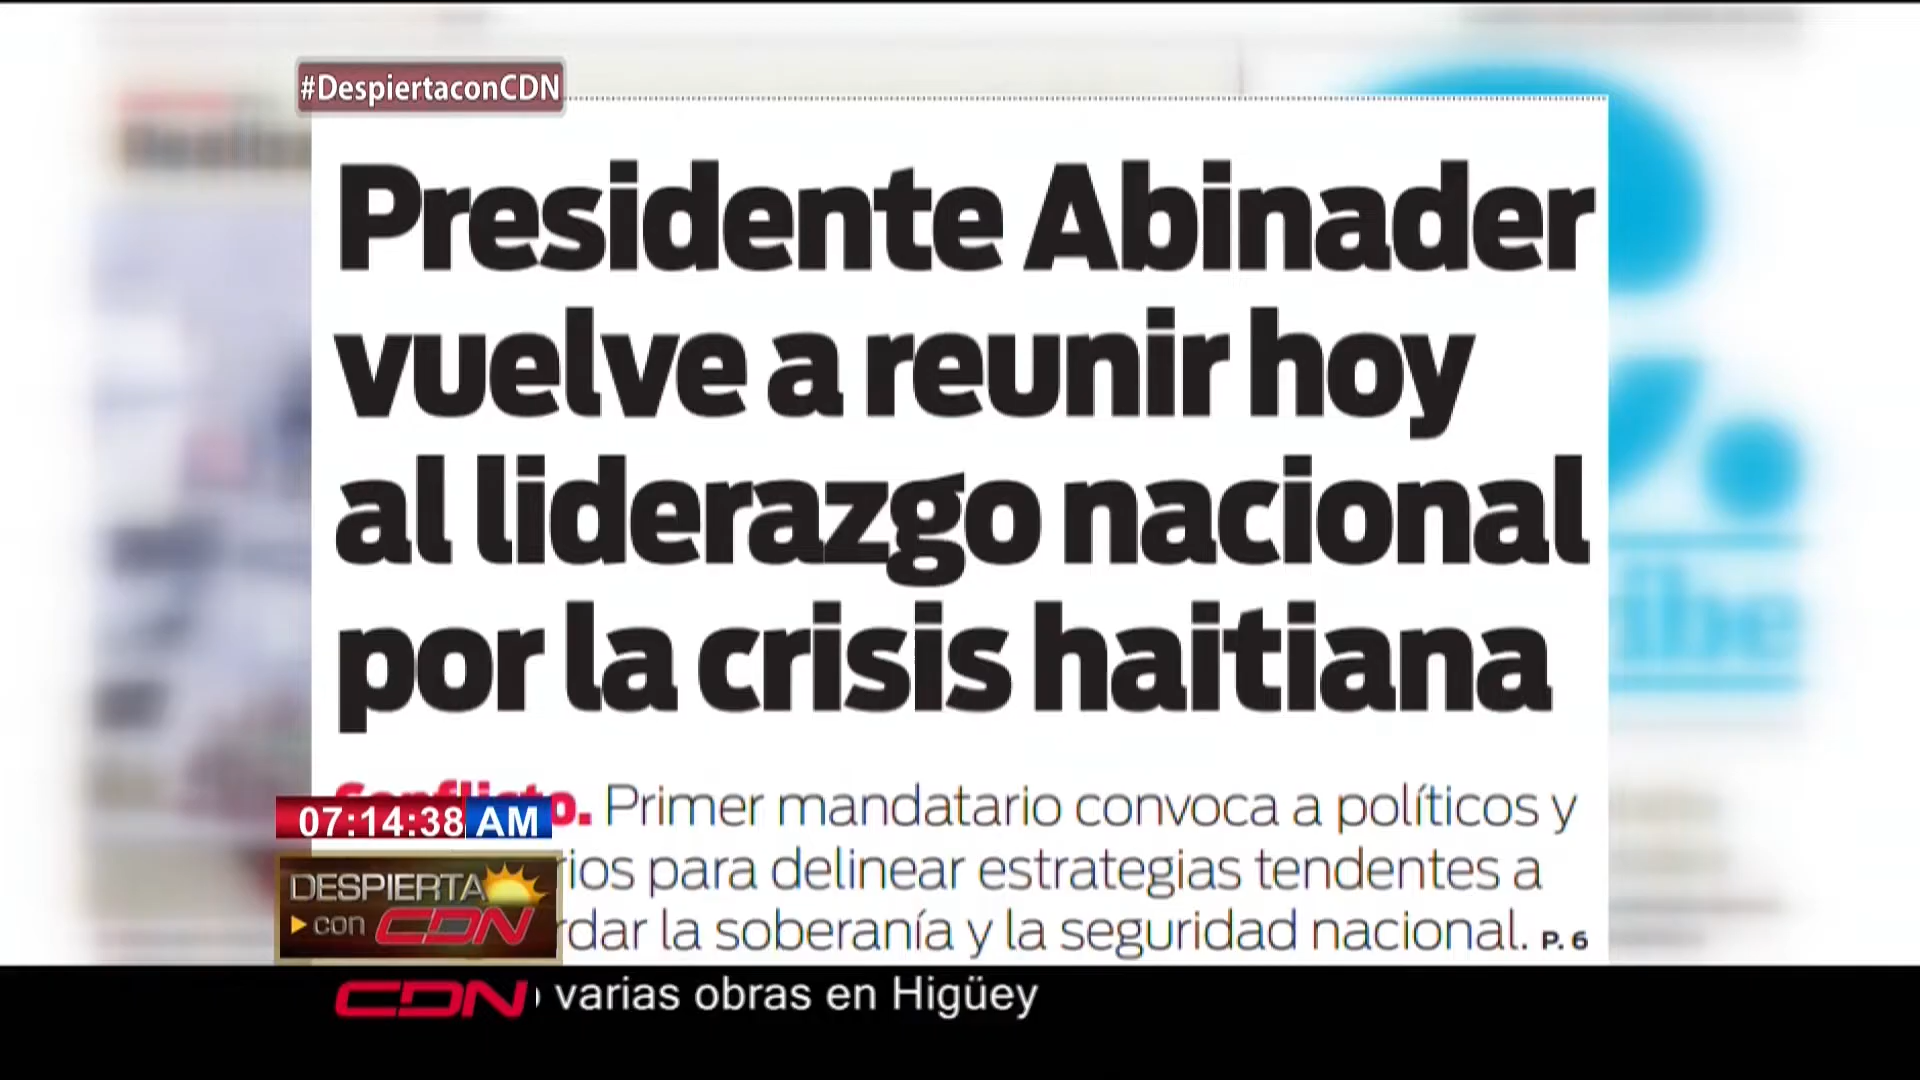 #DespiertaconCDN
Presidente Abinader
vuelve a reunir hoy
al liderazgo nacional
por la crisis haitiana
Primer mandatario convoca a políticos y
para delinear estrategias tendentes a
la soberanía y la seguridad nacional. P. 6
07:14:38 AM
DESPIERTA
con CDN
CDN varias obras en Higüey